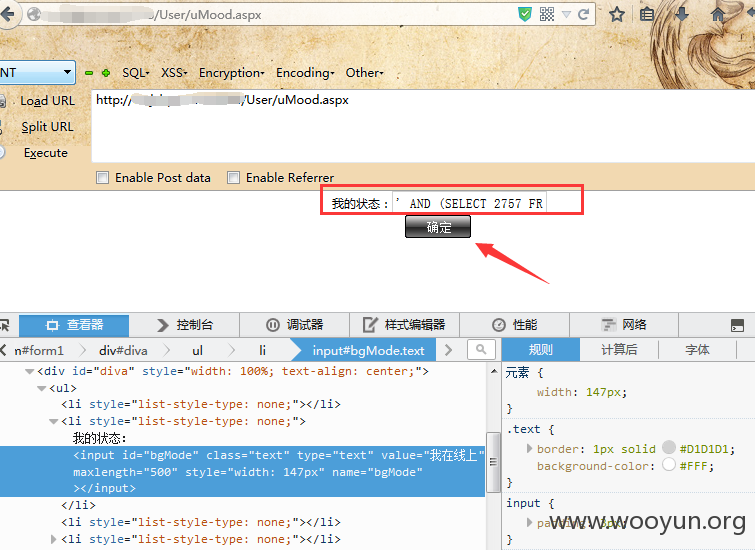 /User/uMood.aspx
NT SQL XSS Encryption Encoding Other
Load URL
http:// /User/uMood.aspx
Split URL
Execute
Enable Post data Enable Referrer
我的状态：' AND (SELECT 2757 FR
确定
查看器 控制台 调试器 样式编辑器 性能 网络
m#form1 div#diva ul li input#bgMode.text 规则 计算后 字体
<div id="diva" style="width: 100%; text-align: center;">
<ul>
<li style="list-style-type: none;"></li>
<li style="list-style-type: none;">
我的状态：
<input id="bgMode" class="text" type="text" value="我在线上"
maxlength="500" style="width: 147px" name="bgMode"
></input>
</li>
<li style="list-style-type: none;"></li>
<li style="list-style-type: none;"></li>
元素 {
width: 147px;
}
.text {
border: 1px solid #D1D1D1;
background-color: #FFF;
}
input {
}
www.wooyun.org